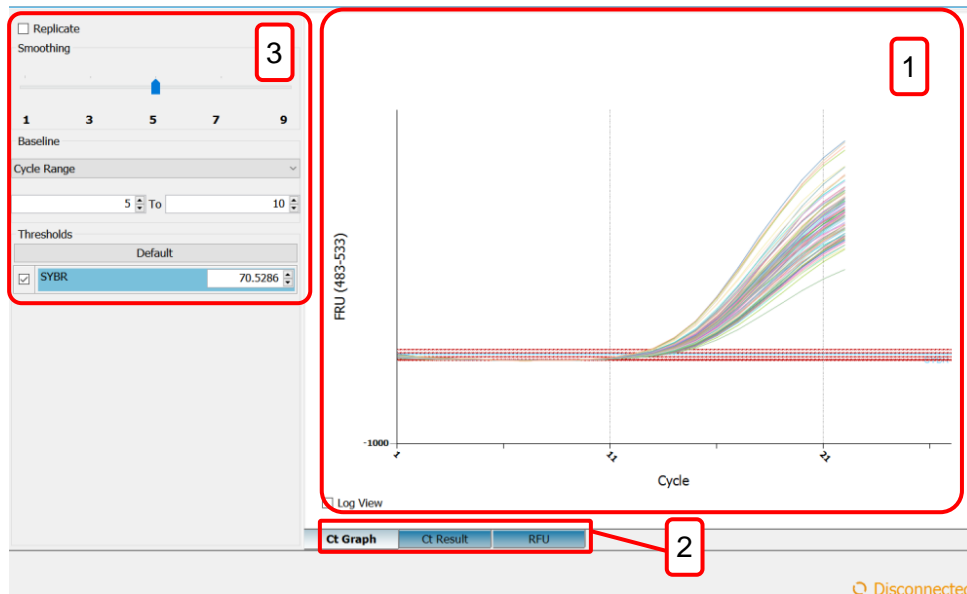 Replicate
Smoothing
3
1 3 5 7 9
Baseline
Cycle Range
5 To 10
Thresholds
Default
SYBR 70.5286
1
FRU (483-533)
-1000
1 11 21
Cycle
Log View
Ct Graph Ct Result RFU
2
Disconnected